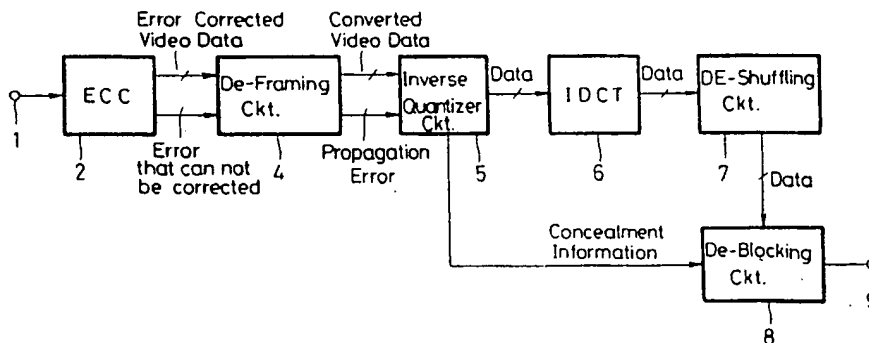 Error Corrected
Video Data
Converted
Video Data
ECC
De-Framing
Ckt.
Inverse
Quantizer
Ckt.
Data
IDCT
Data
DE-Shuffling
Ckt.
1
2
Error
that can not
be corrected
4
Propagation
Error
5
6
7
Data
Concealment
Information
De-Blocking
Ckt.
8
9